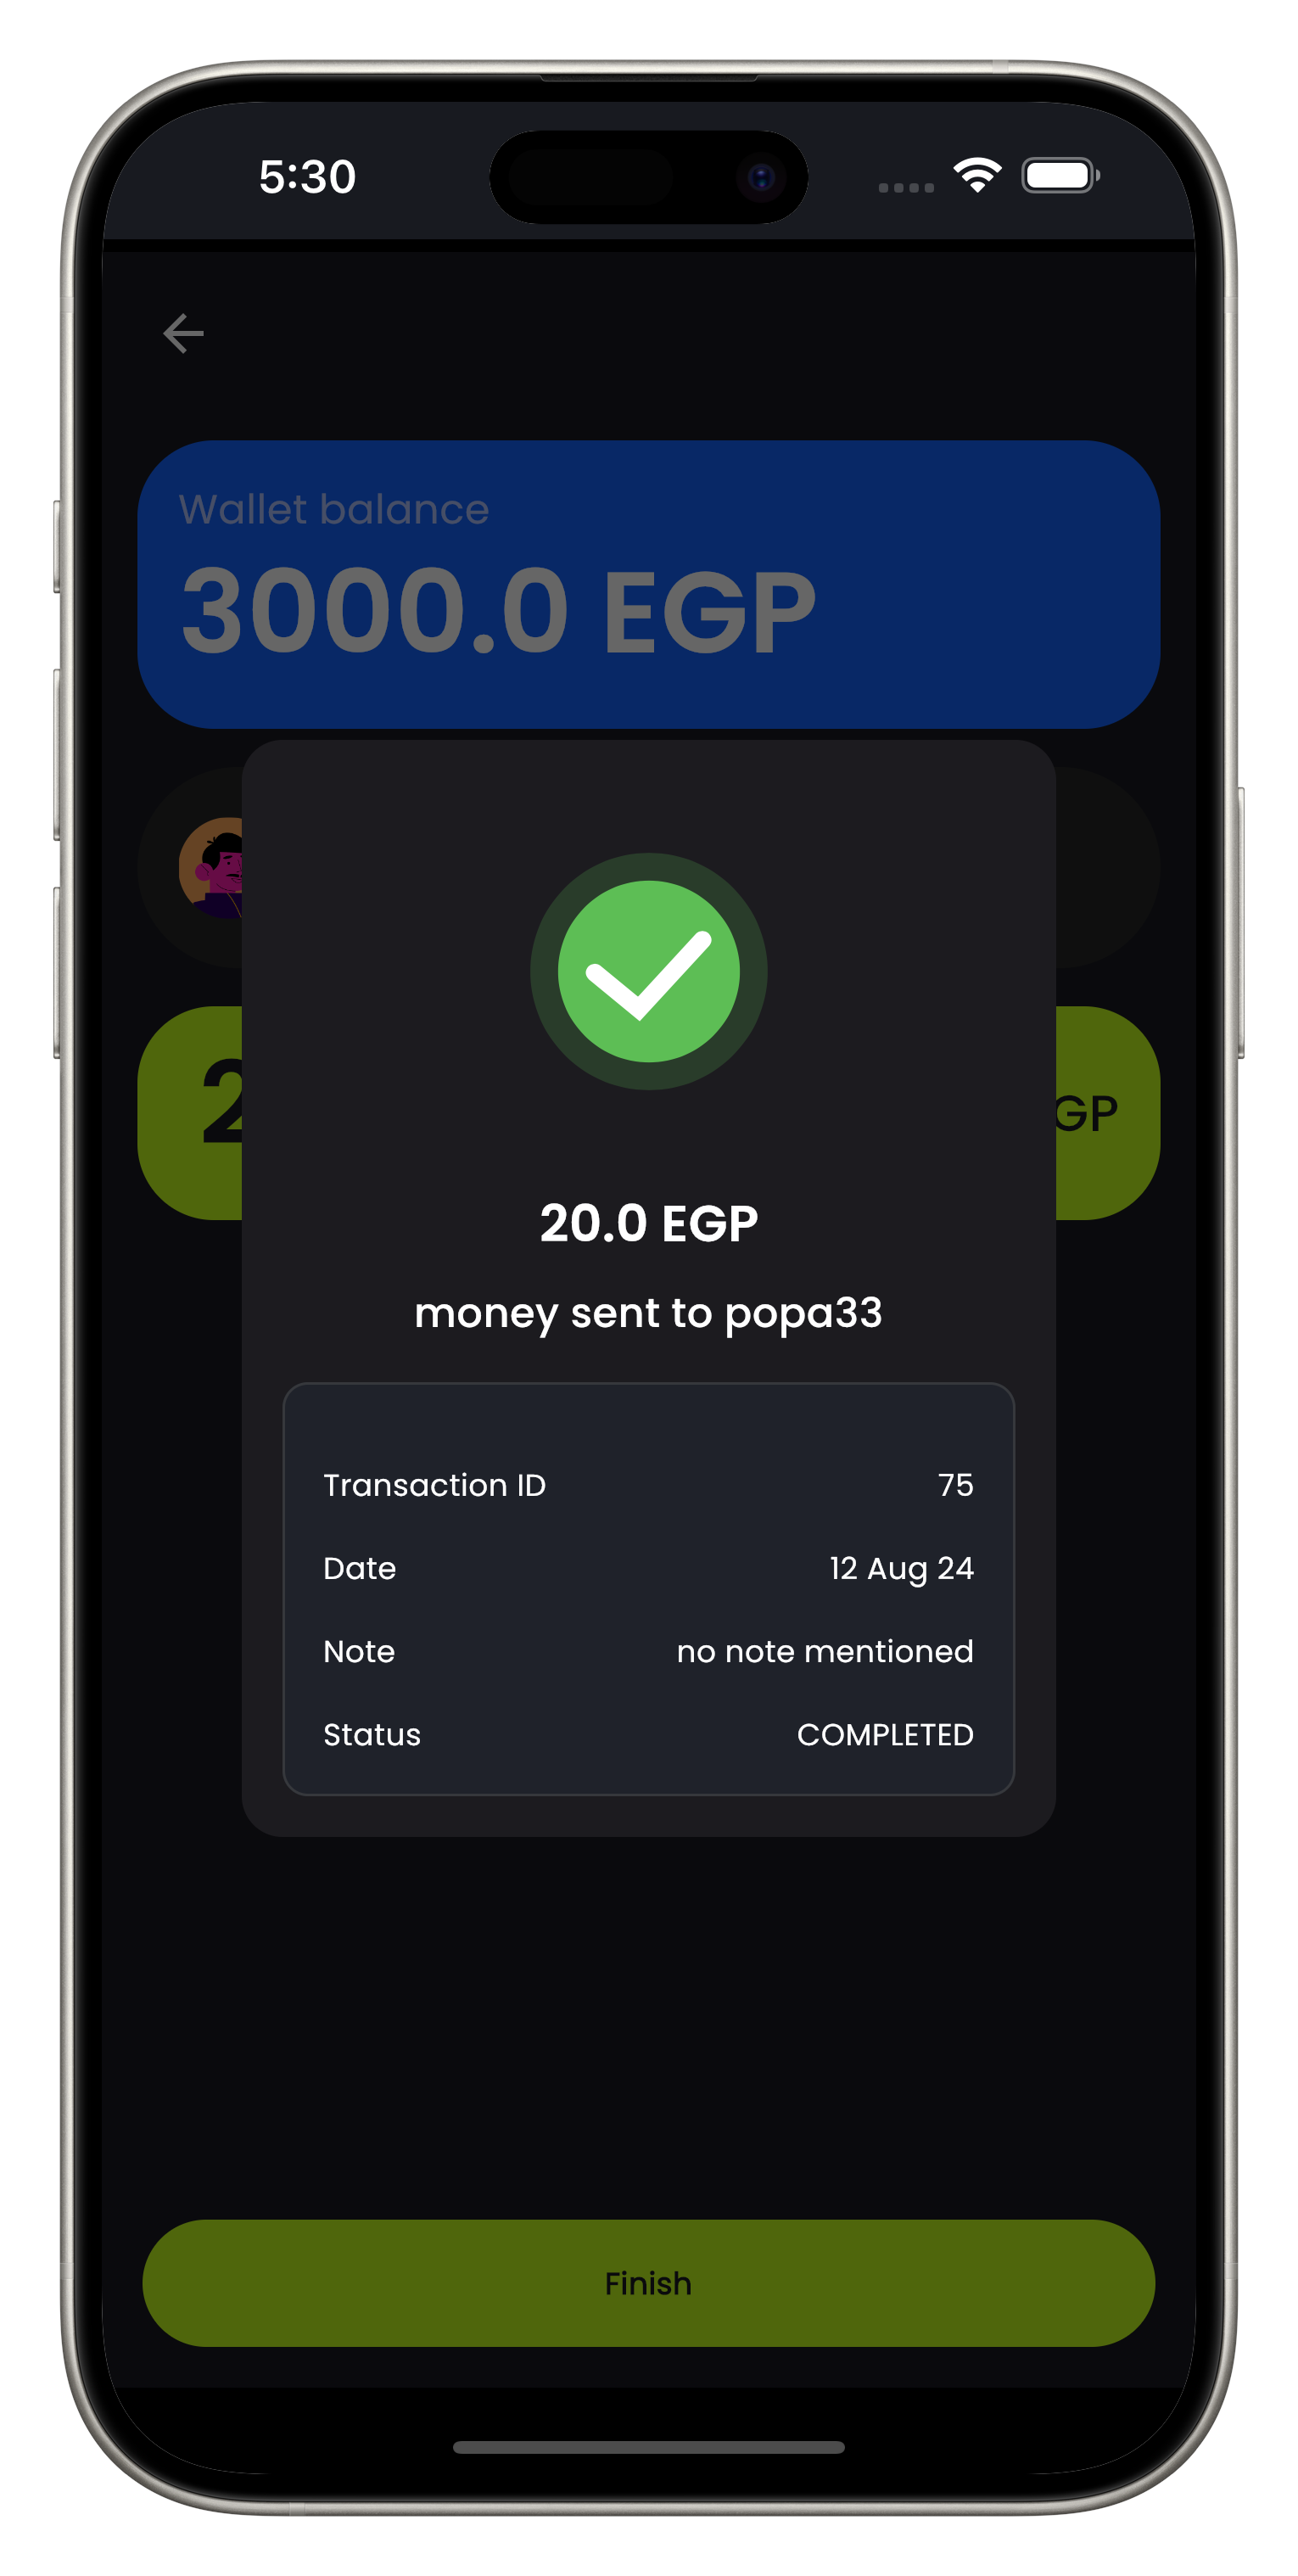 5:30
Wallet balance
3000.0 EGP
2
GP
20.0 EGP
money sent to popa33
Transaction ID 75
Date 12 Aug 24
Note no note mentioned
Status COMPLETED
Finish